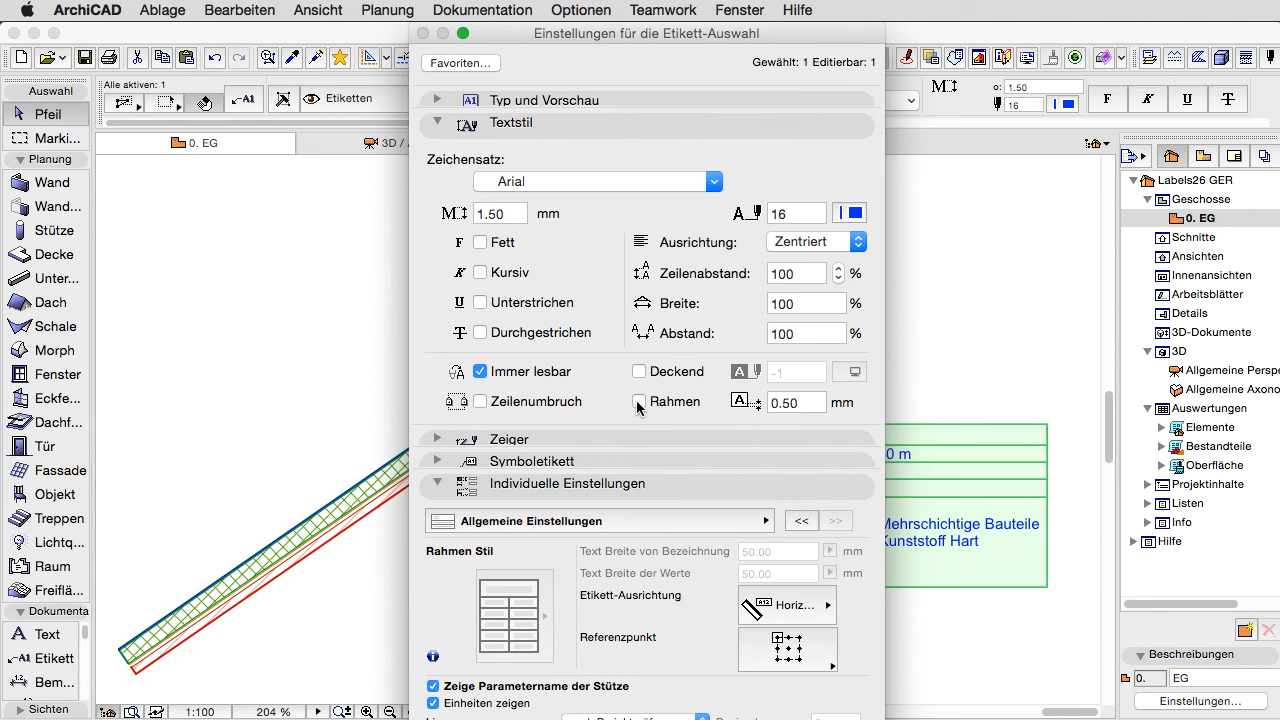 ArchiCAD Ablage Bearbeiten Ansicht Planung Dokumentation Optionen Teamwork Fenster Hilfe
Einstellungen für die Etikett-Auswahl
Favoriten... Gewählt: 1 Editierbar: 1
Auswahl
Pfeil
Marki...
Planung
Wand
Wand...
Stütze
Decke
Unter...
Dach
Schale
Morph
Fenster
Eckfe...
Dachf...
Tür
Fassade
Objekt
Treppen
Lichtq...
Raum
Freiflä...
Dokumenta
Text
Etikett
Bem...
Sichten
Alle aktiven: 1
A1
Etiketten
0. EG
3D /
Typ und Vorschau
Textstil
Zeichensatz:
Arial
1.50 mm
16
F Fett
K Kursiv
U Unterstrichen
T Durchgestrichen
Ausrichtung: Zentriert
Zeilenabstand: 100 %
Breite: 100 %
Abstand: 100 %
Immer lesbar
Zeilenumbruch
Deckend -1
Rahmen 0.50 mm
Zeiger
Symboletikett
Individuelle Einstellungen
Allgemeine Einstellungen << >>
Rahmen Stil
Text Breite von Bezeichnung 50.00 mm
Text Breite der Werte 50.00 mm
Etikett-Ausrichtung Horiz...
Referenzpunkt
Zeige Parametername der Stütze
Einheiten zeigen
1:100 204 %
1.50
16
F K U T
0 m
Mehrschichtige Bauteile
Kunststoff Hart
Labels26 GER
Geschosse
0. EG
Schnitte
Ansichten
Innenansichten
Arbeitsblätter
Details
3D-Dokumente
3D
Allgemeine Perspe
Allgemeine Axono
Auswertungen
Elemente
Bestandteile
Oberfläche
Projektinhalte
Listen
Info
Hilfe
Beschreibungen
0. EG
Einstellungen...